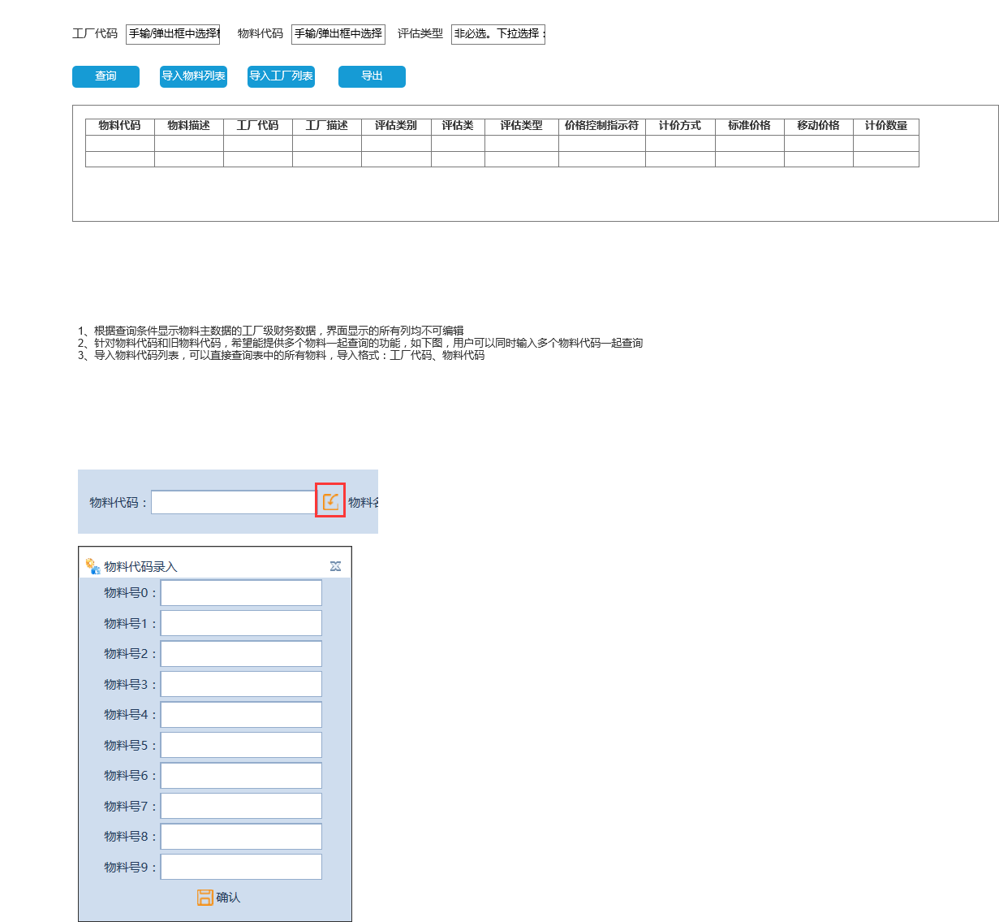 工厂代码 手输/弹出框中选择 物料代码 手输/弹出框中选择 评估类型 非必选。下拉选择：
查询 导入物料列表 导入工厂列表 导出
物料代码 物料描述 工厂代码 工厂描述 评估类别 评估类 评估类型 价格控制指示符 计价方式 标准价格 移动价格 计价数量
1、根据查询条件显示物料主数据的工厂级财务数据，界面显示的所有列均不可编辑
2、针对物料代码和旧物料代码，希望能提供多个物料一起查询的功能，如下图，用户可以同时输入多个物料代码一起查询
3、导入物料代码列表，可以直接查询表中的所有物料，导入格式：工厂代码、物料代码
物料代码： 物料
物料代码录入
物料号0：
物料号1：
物料号2：
物料号3：
物料号4：
物料号5：
物料号6：
物料号7：
物料号8：
物料号9：
确认